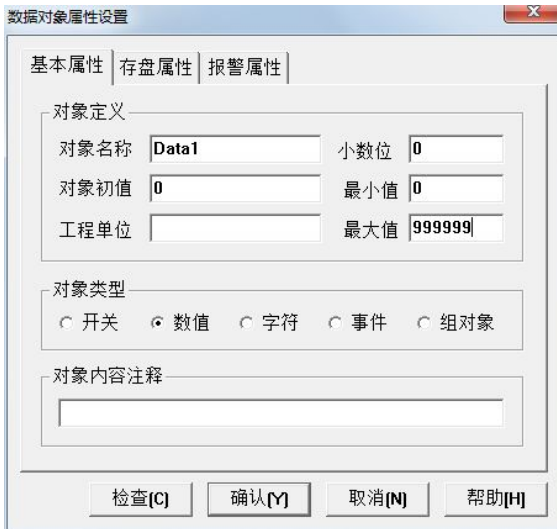 数据对象属性设置
基本属性 存盘属性 报警属性
对象定义
对象名称 Data1 小数位 0
对象初值 0 最小值 0
工程单位 最大值 999999
对象类型
开关 数值 字符 事件 组对象
对象内容注释
检查(C) 确认(Y) 取消(N) 帮助(H)